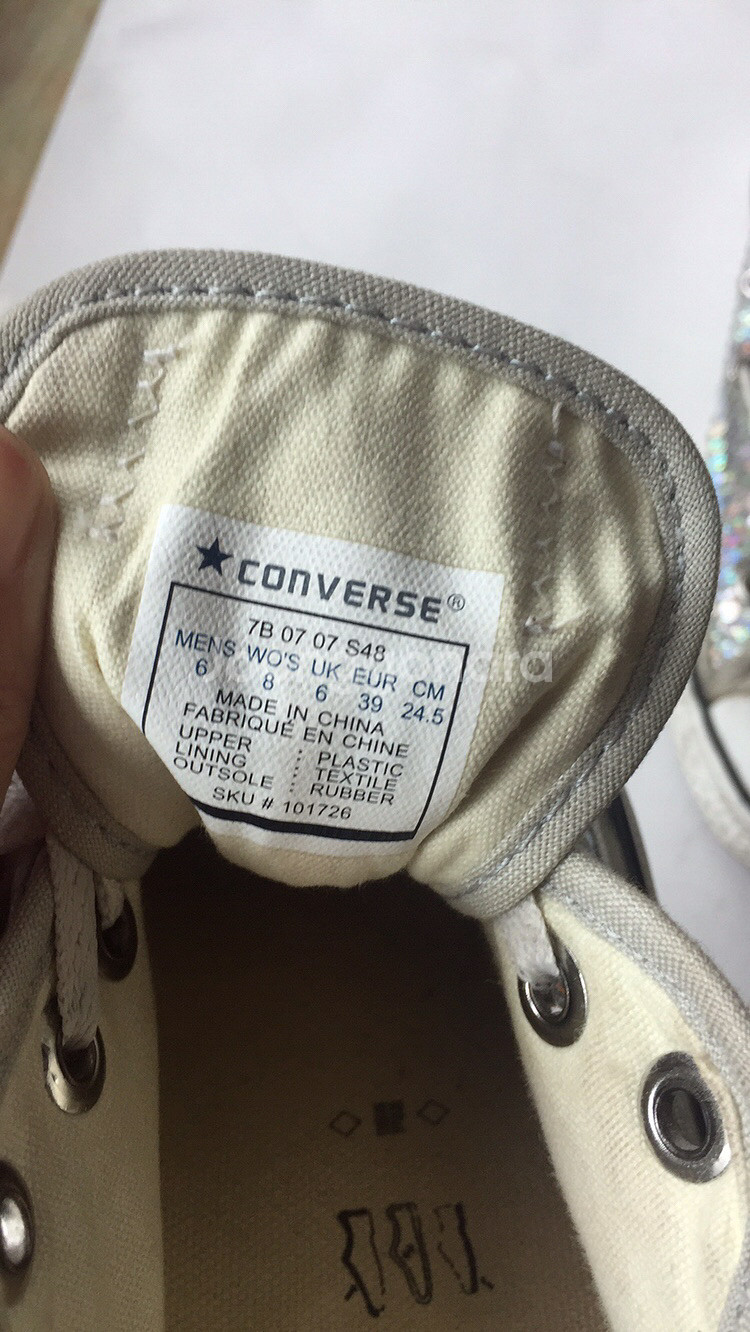 ★CONVERSE®
7B 07 07 S48
MENS WO'S UK EUR CM
6 8 6 39 24.5
MADE IN CHINA
FABRIQUÉ EN CHINE
UPPER : PLASTIC
LINING : TEXTILE
OUTSOLE : RUBBER
SKU # 101726